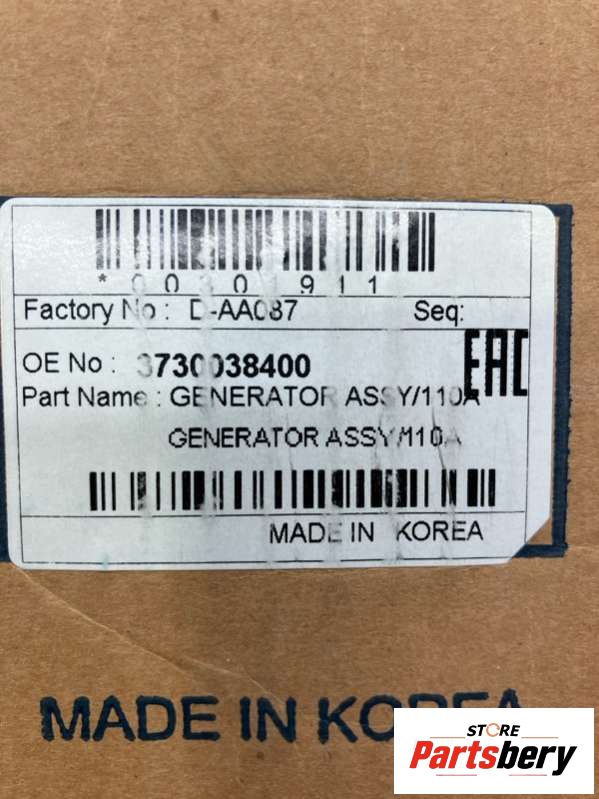 *00301911
Factory No : D-AA087 Seq:
OE No : 3730038400
EAC
Part Name : GENERATOR ASSY/110A
GENERATOR ASSY/110A
MADE IN KOREA
MADE IN KOREA
STORE
Partsbery